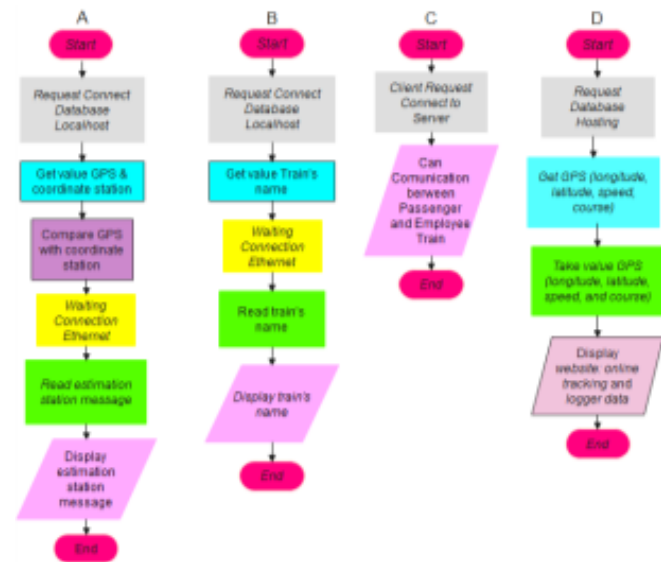 A
Start
Request Connect
Database
Localhost
Get value GPS &
coordinate station
Compare GPS
with coordinate
station
Waiting
Connection
Ethernet
Read estimation
station message
Display
estimation
station
message
End
B
Start
Request Connect
Database
Localhost
Get value Train's
name
Waiting
Connection
Ethernet
Read train's
name
Display train's
name
End
C
Start
Client Request
Connect to
Server
Can
Comunication
berween
Passenger
and Employee
Train
End
D
Start
Request
Database
Hosting
Get GPS (longitude,
latitude, speed,
course)
Take value GPS
(longitude, latitude,
speed, and course)
Display
website, online
tracking and
logger data
End